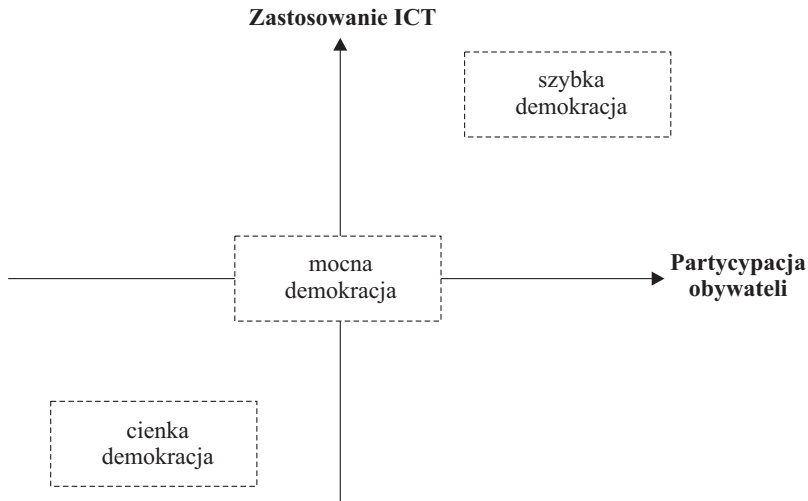 Zastosowanie ICT
szybka
demokracja
mocna
demokracja
Partycypacja
obywateli
cienka
demokracja